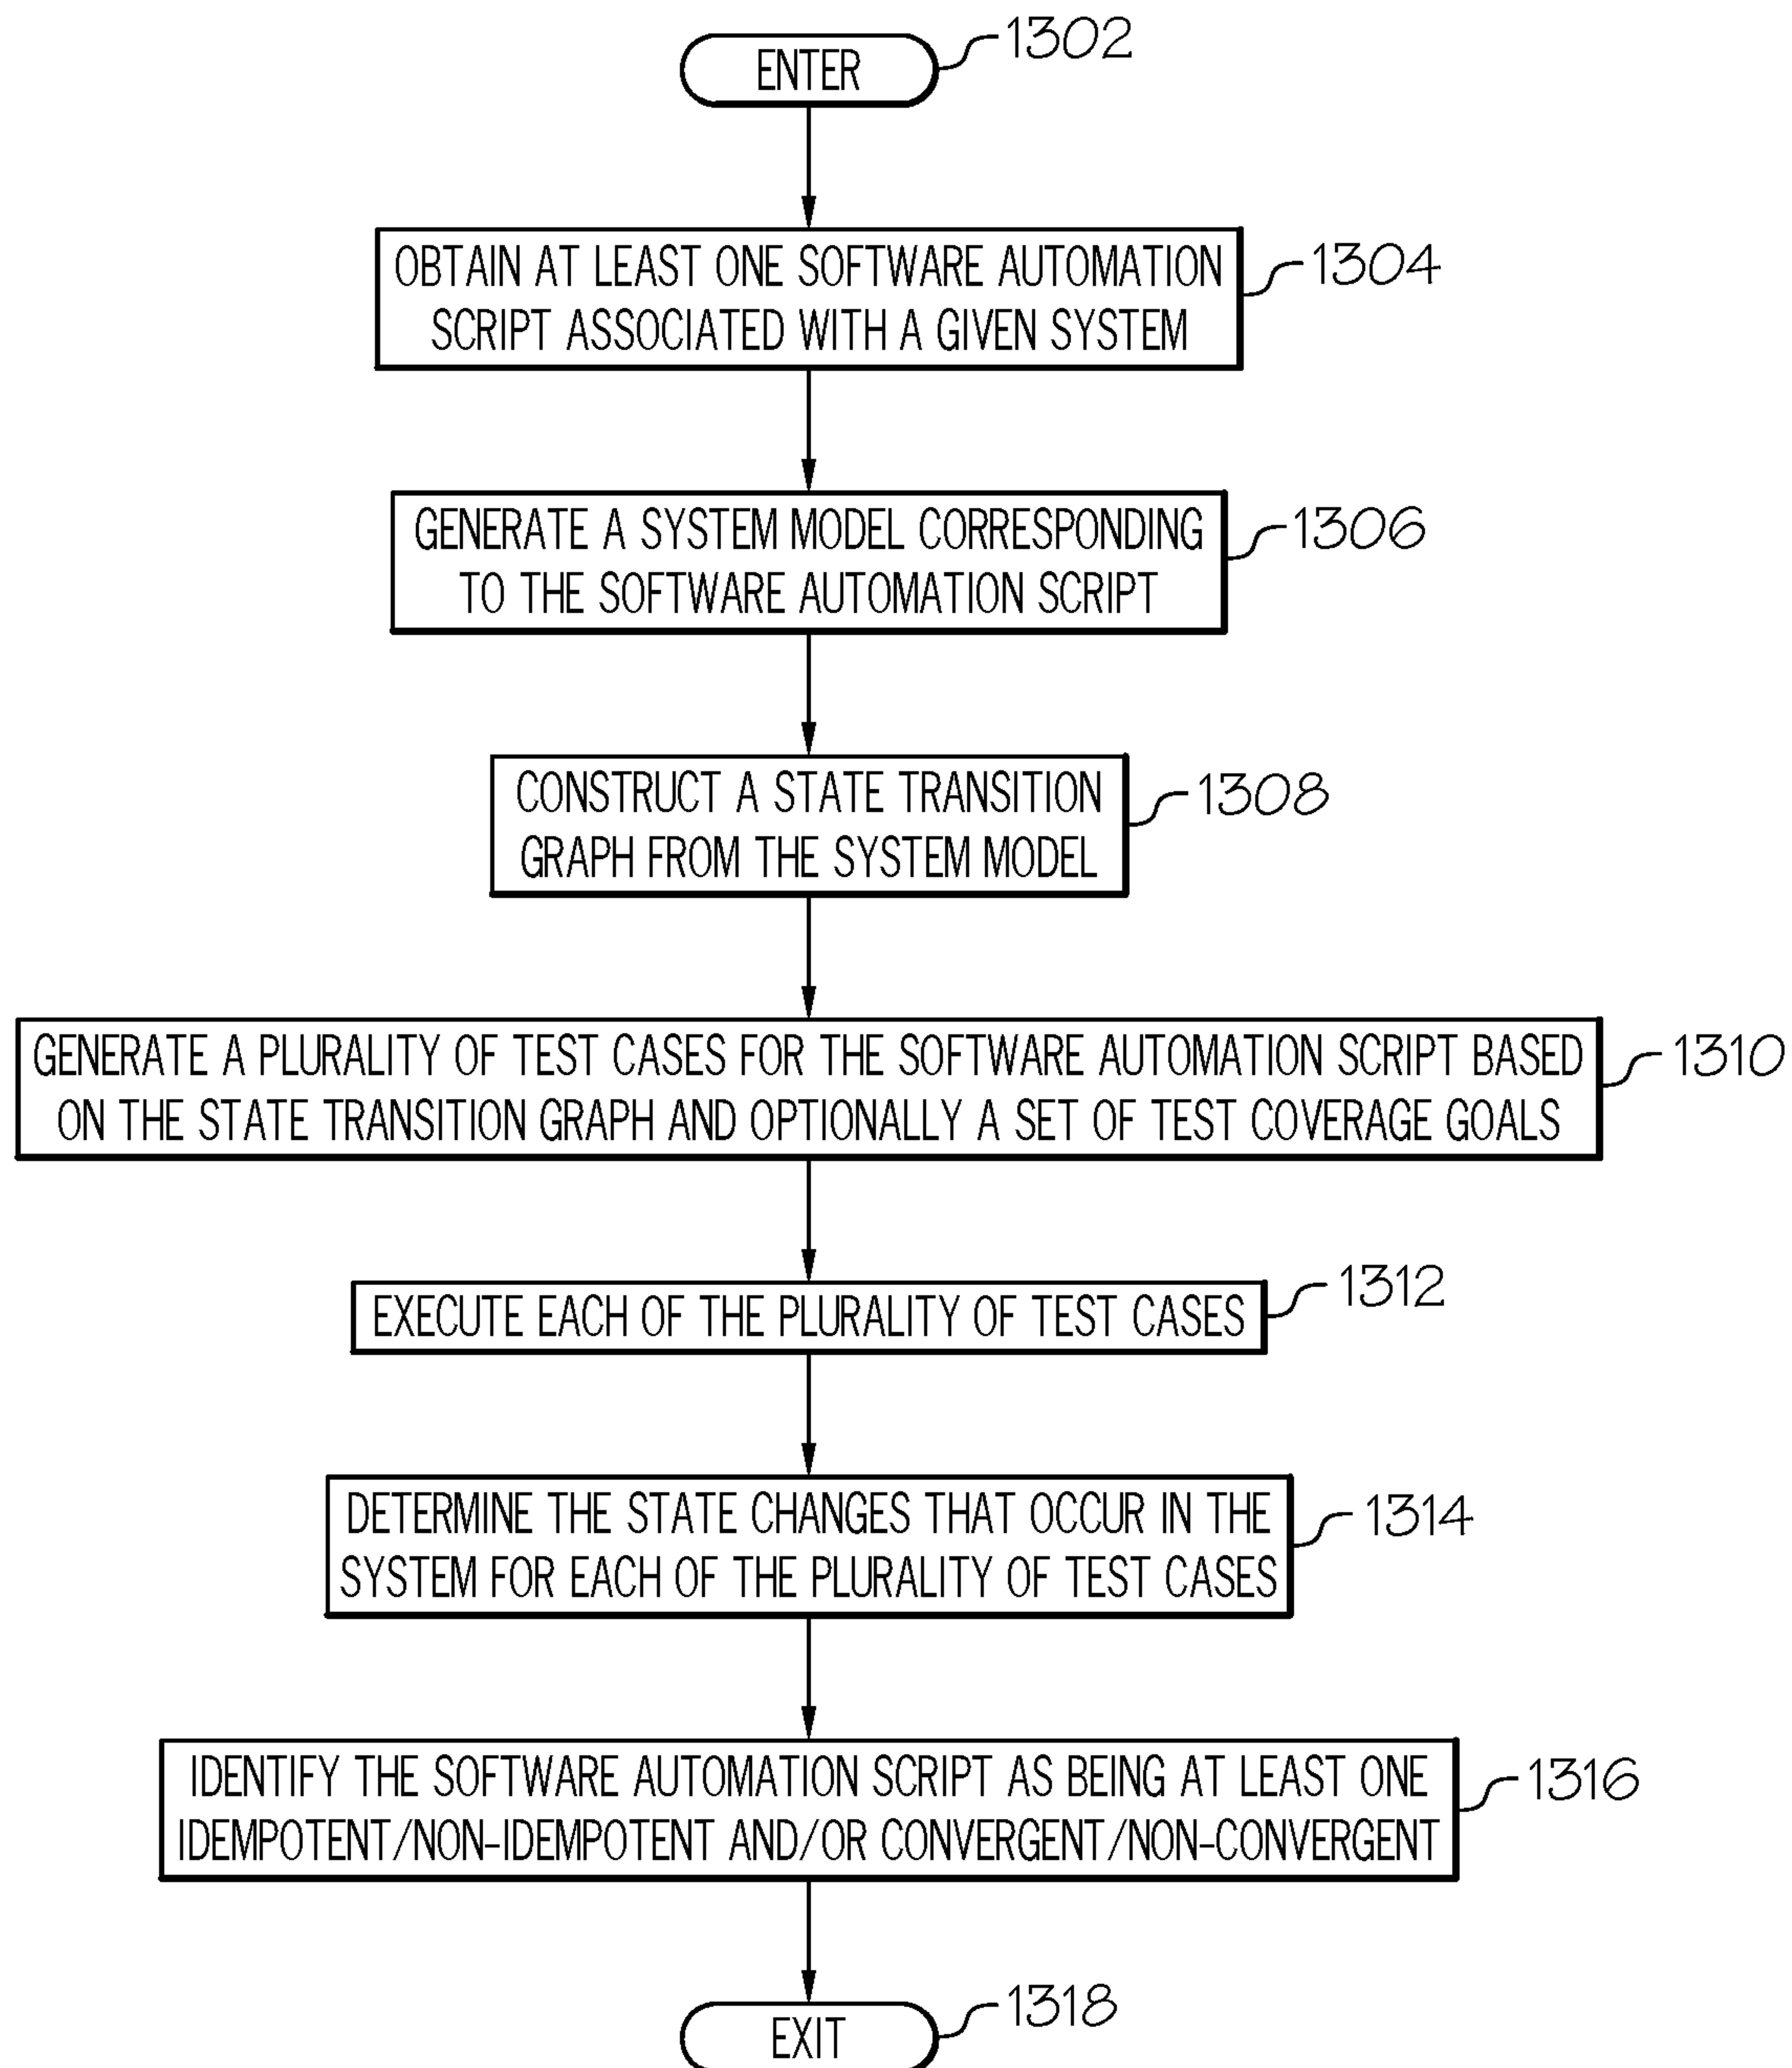 ENTER
1302
OBTAIN AT LEAST ONE SOFTWARE AUTOMATION
SCRIPT ASSOCIATED WITH A GIVEN SYSTEM
1304
GENERATE A SYSTEM MODEL CORRESPONDING
TO THE SOFTWARE AUTOMATION SCRIPT
1306
CONSTRUCT A STATE TRANSITION
GRAPH FROM THE SYSTEM MODEL
1308
GENERATE A PLURALITY OF TEST CASES FOR THE SOFTWARE AUTOMATION SCRIPT BASED
ON THE STATE TRANSITION GRAPH AND OPTIONALLY A SET OF TEST COVERAGE GOALS
1310
EXECUTE EACH OF THE PLURALITY OF TEST CASES
1312
DETERMINE THE STATE CHANGES THAT OCCUR IN THE
SYSTEM FOR EACH OF THE PLURALITY OF TEST CASES
1314
IDENTIFY THE SOFTWARE AUTOMATION SCRIPT AS BEING AT LEAST ONE
IDEMPOTENT/NON-IDEMPOTENT AND/OR CONVERGENT/NON-CONVERGENT
1316
EXIT
1318